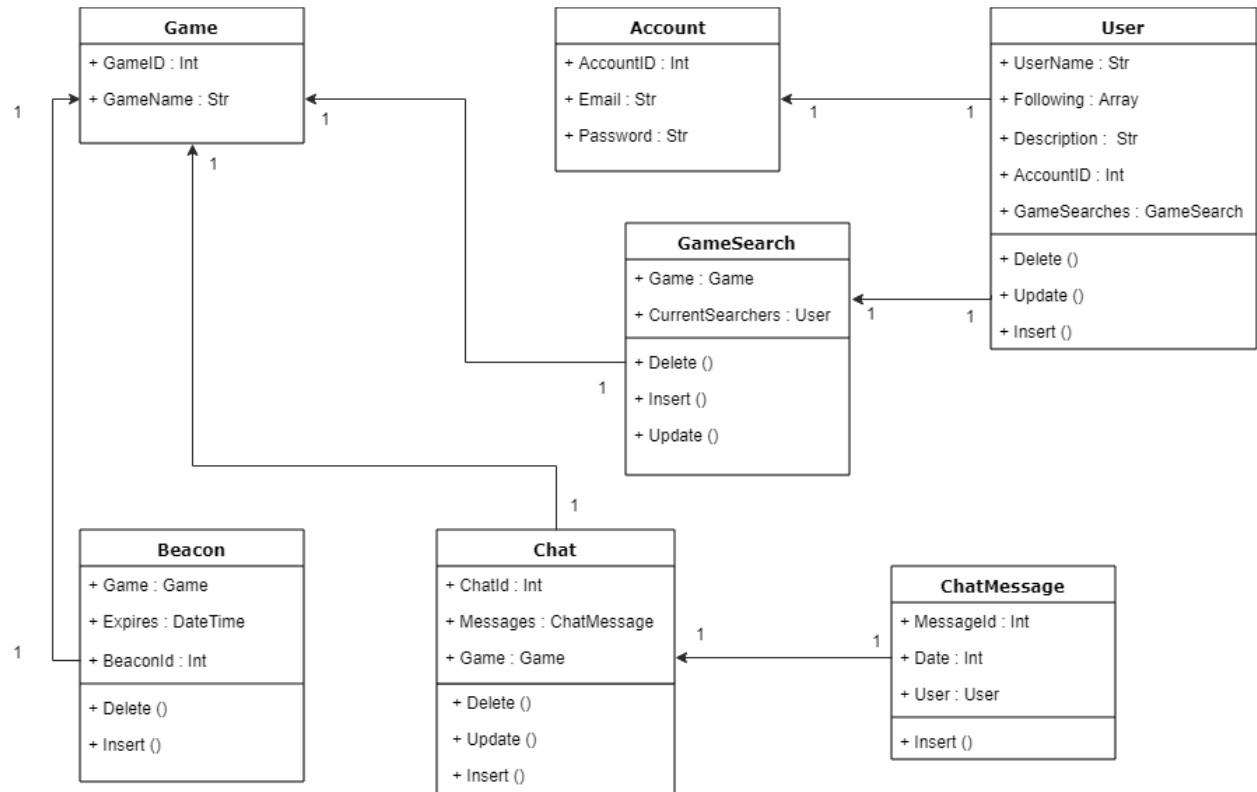 Game
+ GameID : Int
+ GameName : Str
Account
+ AccountID : Int
+ Email : Str
+ Password : Str
User
+ UserName : Str
+ Following : Array
+ Description :  Str
+ AccountID : Int
+ GameSearches : GameSearch
+ Delete ()
+ Update ()
+ Insert ()
1
1
1
1
1
GameSearch
+ Game : Game
+ CurrentSearchers : User
+ Delete ()
+ Insert ()
+ Update ()
1
1
1
1
Beacon
+ Game : Game
+ Expires : DateTime
+ BeaconId : Int
+ Delete ()
+ Insert ()
1
Chat
+ ChatId : Int
+ Messages : ChatMessage
+ Game : Game
+ Delete ()
+ Update ()
+ Insert ()
1
1
ChatMessage
+ MessageId : Int
+ Date : Int
+ User : User
+ Insert ()